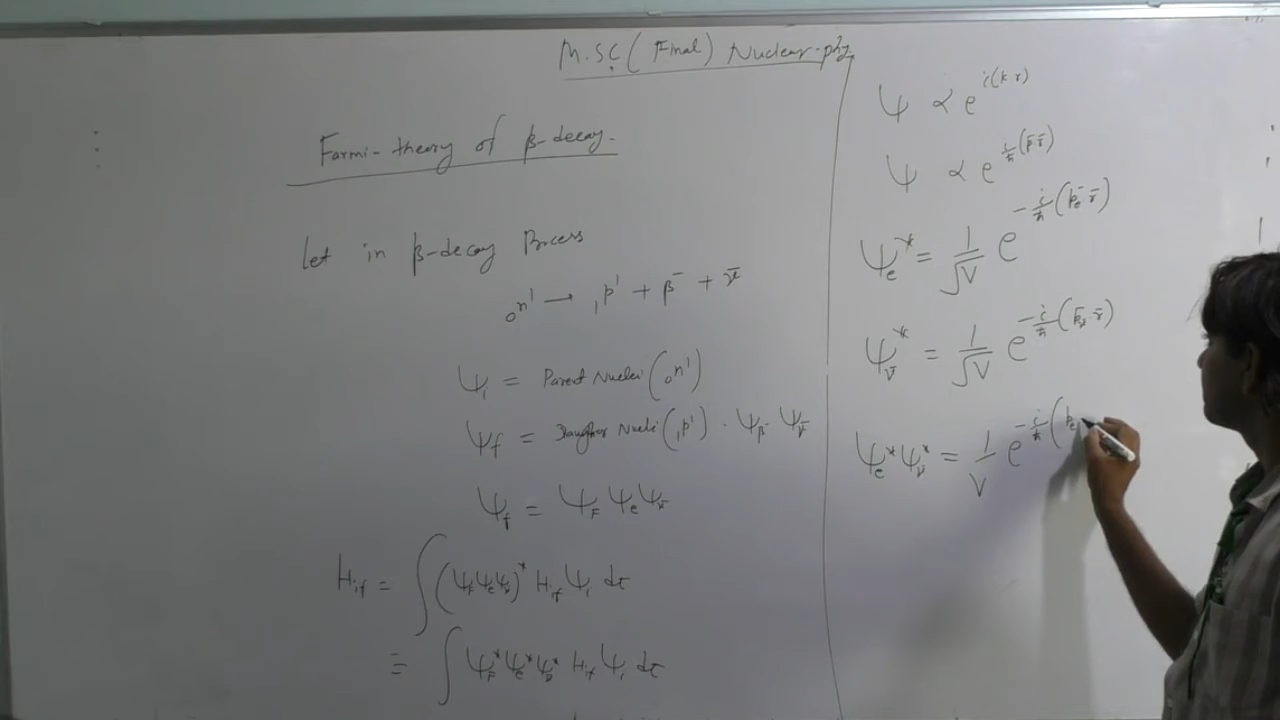 M.SC (Final) Nuclear-phy
Farmi-theory of β-decay.
Let in β-decay Process
₀n¹ → ₁p¹ + β⁻ + ν̄
Ψᵢ = Parent Nuclei (₀n¹)
Ψf = Daughter Nuclei (₁p¹) · Ψβ⁻ Ψν̄
Ψf = ΨF Ψe Ψν̄
Hif = ∫(ΨF Ψe Ψν̄)* Hif Ψi dτ
= ∫ΨF* Ψe* Ψν̄* Hif Ψi dτ
Ψ ∝ e^i(k·r)
Ψ ∝ e^i/ħ(p̄·r̄)
Ψe* = 1/√V e^-i/ħ(p̄e·r̄)
Ψν̄* = 1/√V e^-i/ħ(p̄ν̄·r̄)
Ψe*Ψν̄* = 1/V e^-i/ħ(pe